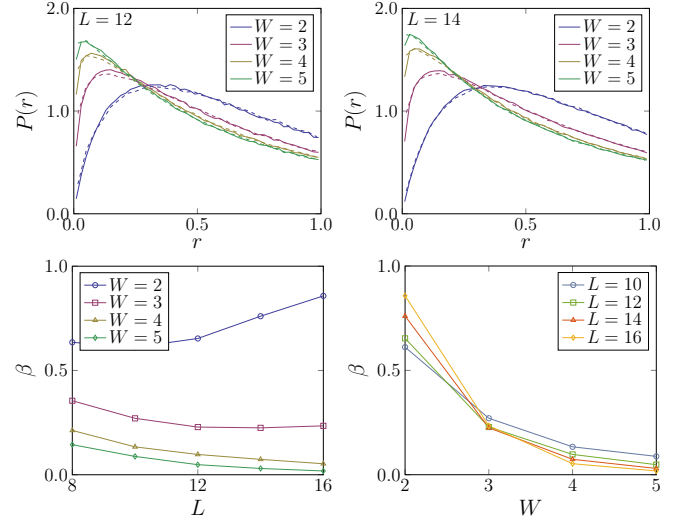 L = 12
W = 2
W = 3
W = 4
W = 5
2.0
1.0
0.0
P(r)
0.0
0.5
1.0
r
L = 14
W = 2
W = 3
W = 4
W = 5
2.0
1.0
0.0
P(r)
0.0
0.5
1.0
r
W = 2
W = 3
W = 4
W = 5
1.0
0.5
0.0
β
8
12
16
L
L = 10
L = 12
L = 14
L = 16
1.0
0.5
0.0
β
2
3
4
5
W